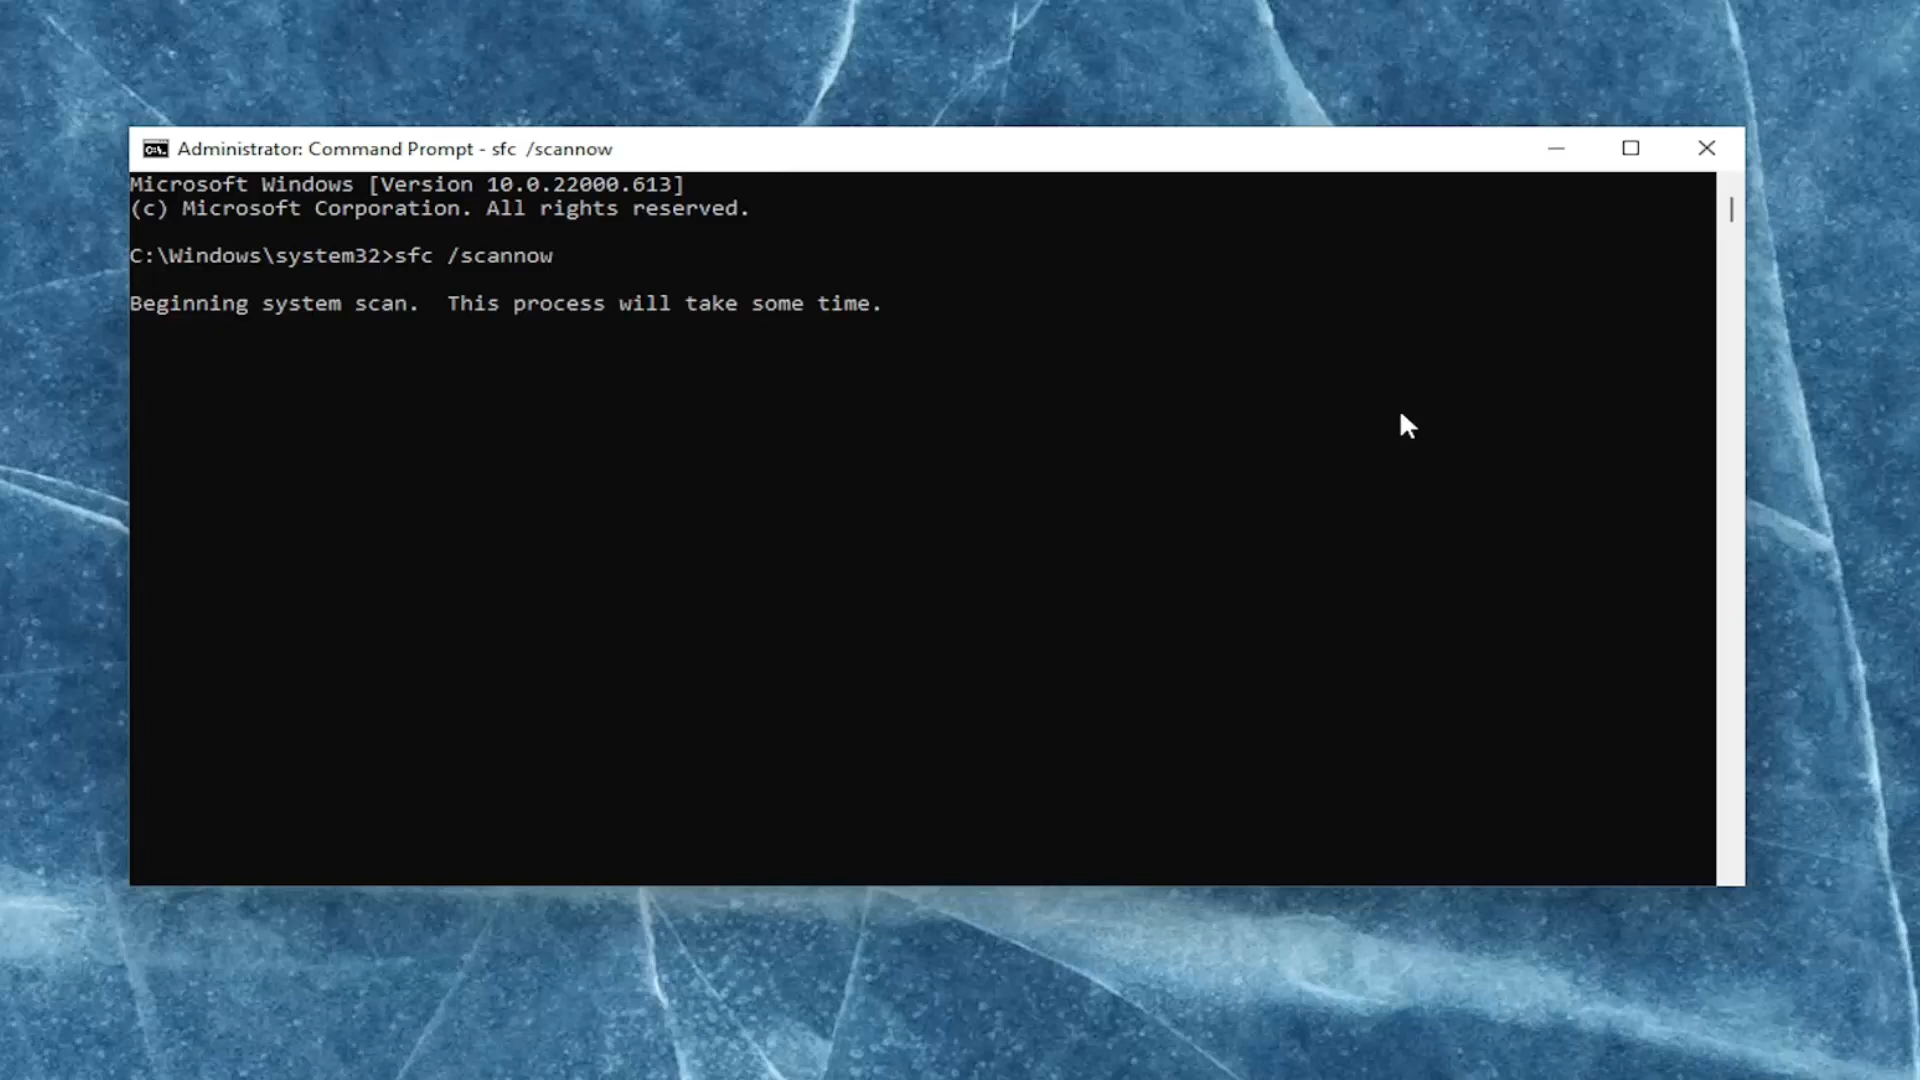 Administrator: Command Prompt - sfc  /scannow
Microsoft Windows [Version 10.0.22000.613]
(c) Microsoft Corporation. All rights reserved.
C:\Windows\system32>sfc /scannow
Beginning system scan.  This process will take some time.